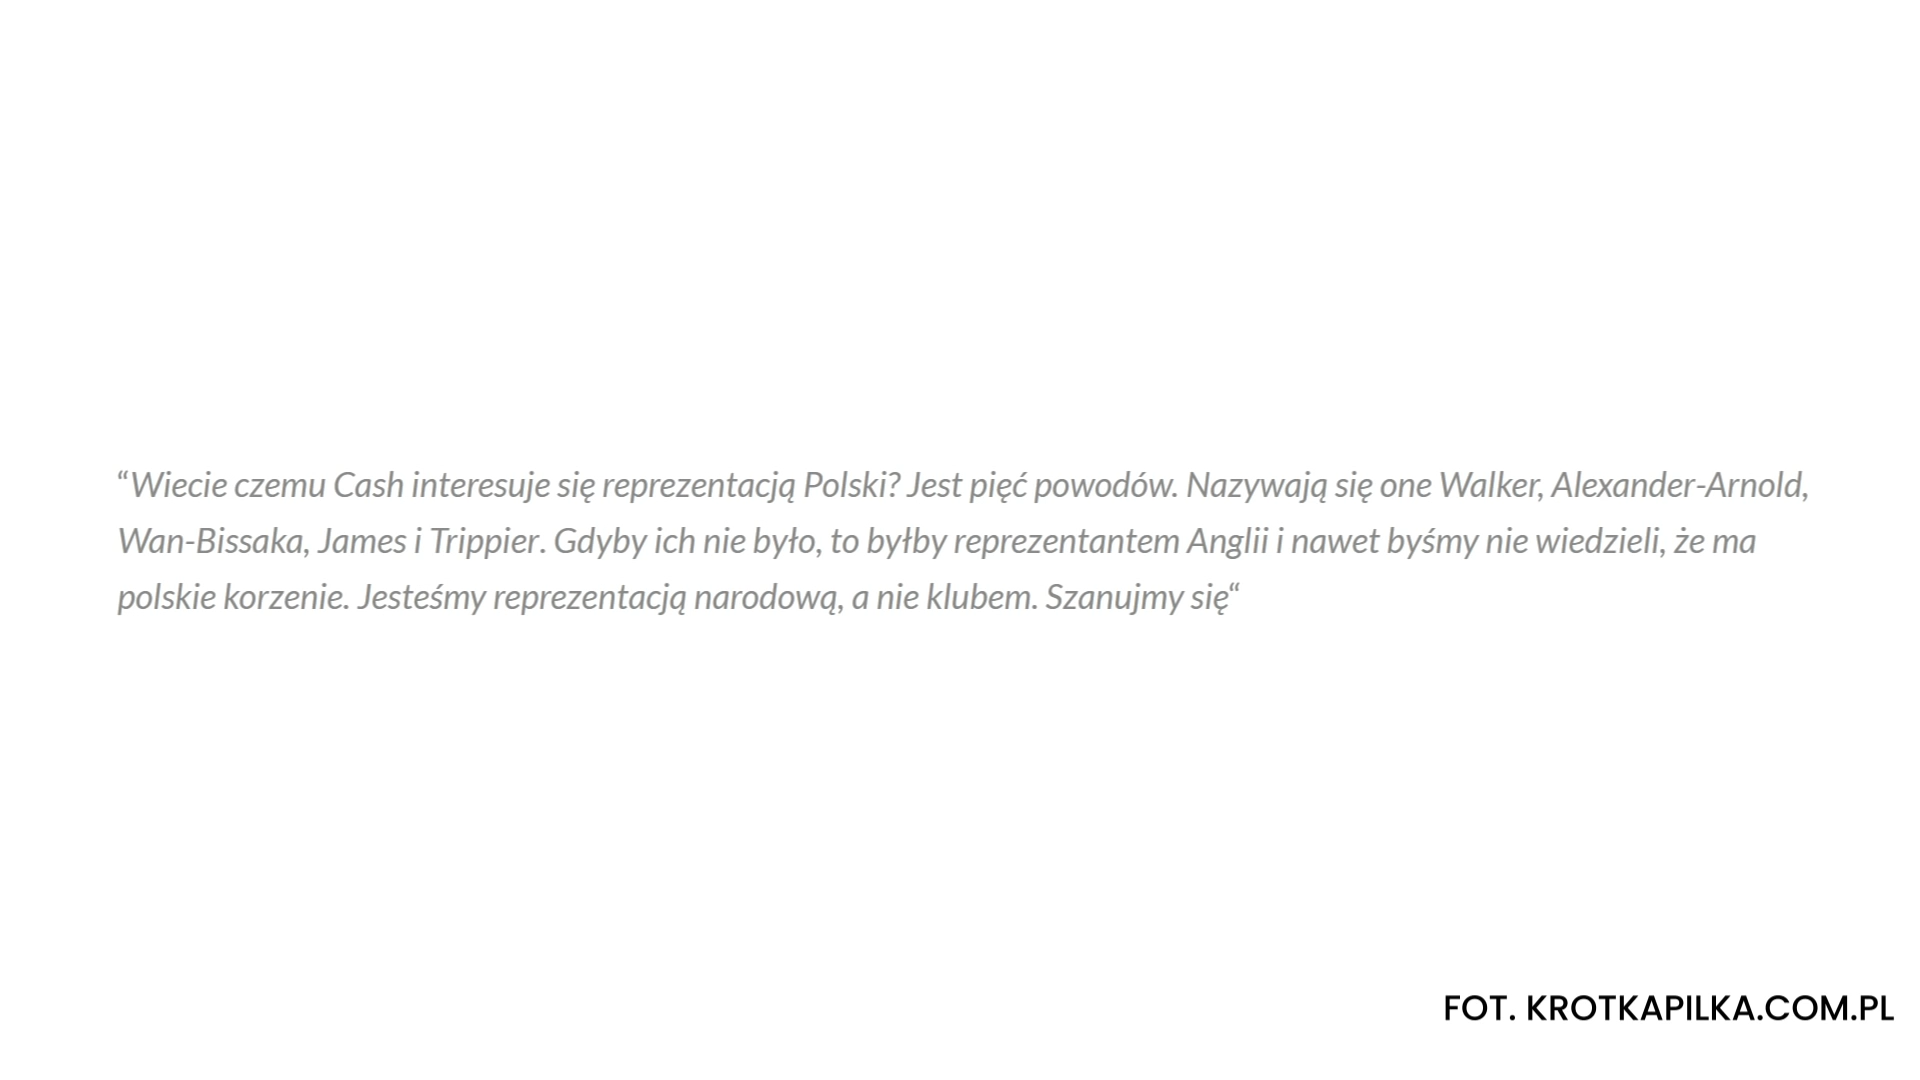 “Wiecie czemu Cash interesuje się reprezentacją Polski? Jest pięć powodów. Nazywają się one Walker, Alexander-Arnold,
Wan-Bissaka, James i Trippier. Gdyby ich nie było, to byłby reprezentantem Anglii i nawet byśmy nie wiedzieli, że ma
polskie korzenie. Jesteśmy reprezentacją narodową, a nie klubem. Szanujmy się“
FOT. KROTKAPILKA.COM.PL